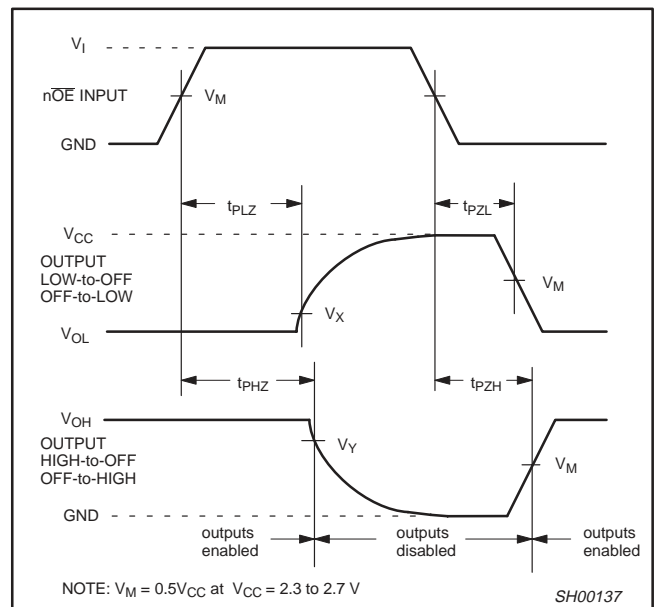 V_I
nOE INPUT
V_M
GND
t_PLZ
t_PZL
V_CC
OUTPUT
LOW-to-OFF
OFF-to-LOW
V_M
V_X
V_OL
t_PHZ
t_PZH
V_OH
OUTPUT
HIGH-to-OFF
OFF-to-HIGH
V_Y
V_M
GND
outputs
enabled
outputs
disabled
outputs
enabled
NOTE: V_M = 0.5V_CC at V_CC = 2.3 to 2.7 V
SH00137